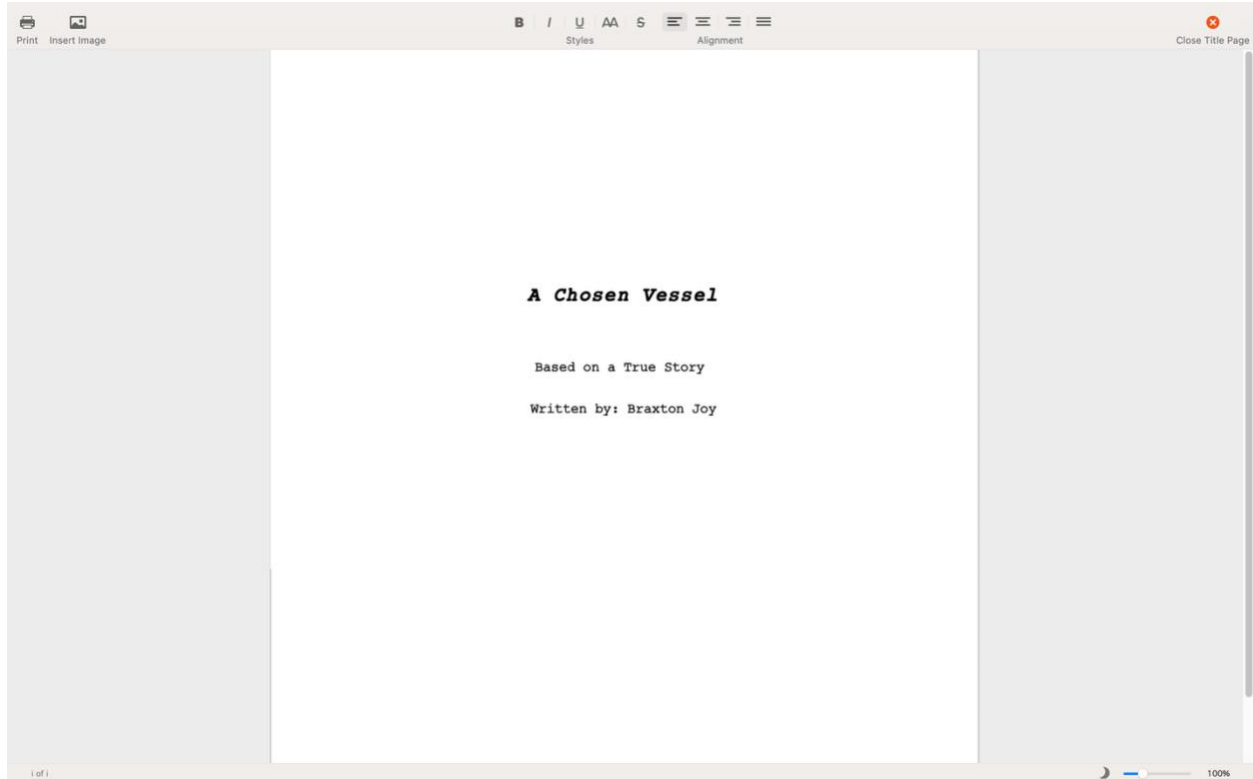 Print Insert Image
B I U AA S
Styles Alignment
Close Title Page
A Chosen Vessel
Based on a True Story
Written by: Braxton Joy
i of i
100%